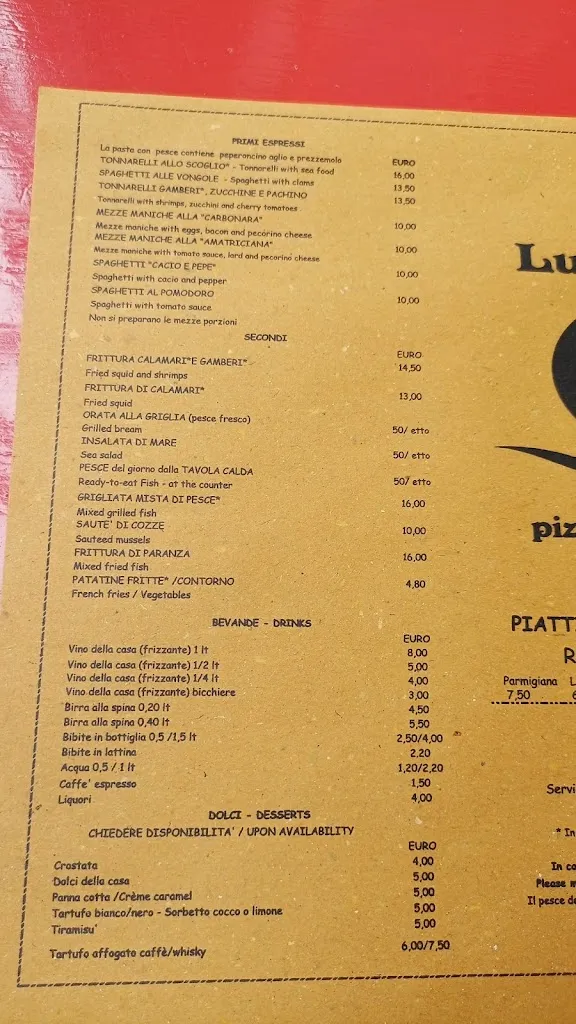 PRIMI ESPRESSI
La pasta con pesce contiene peperoncino aglio e prezzemolo
EURO
TONNARELLI ALLO SCOGLIO* - Tonnarelli with sea food 16,00
SPAGHETTI ALLE VONGOLE - Spaghetti with clams 13,50
TONNARELLI GAMBERI*, ZUCCHINE E PACHINO 13,50
Tonnarelli with shrimps, zucchini and cherry tomatoes
MEZZE MANICHE ALLA "CARBONARA" 10,00
Mezze maniche with eggs, bacon and pecorino cheese
MEZZE MANICHE ALLA "AMATRICIANA" 10,00
Mezze maniche with tomato sauce, lard and pecorino cheese
SPAGHETTI "CACIO E PEPE" 10,00
Spaghetti with cacio and pepper
SPAGHETTI AL POMODORO 10,00
Spaghetti with tomato sauce
Non si preparano le mezze porzioni
SECONDI
EURO
FRITTURA CALAMARI*E GAMBERI* 14,50
Fried squid and shrimps
FRITTURA DI CALAMARI* 13,00
Fried squid
ORATA ALLA GRIGLIA (pesce fresco)
Grilled bream 50/ etto
INSALATA DI MARE
Sea salad 50/ etto
PESCE del giorno dalla TAVOLA CALDA
Ready-to-eat Fish - at the counter 50/ etto
GRIGLIATA MISTA DI PESCE* 16,00
Mixed grilled fish
SAUTE' DI COZZE 10,00
Sauteed mussels
FRITTURA DI PARANZA 16,00
Mixed fried fish
PATATINE FRITTE* /CONTORNO 4,80
French fries / Vegetables
BEVANDE - DRINKS
EURO
Vino della casa (frizzante) 1 lt 8,00
Vino della casa (frizzante) 1/2 lt 5,00
Vino della casa (frizzante) 1/4 lt 4,00
Vino della casa (frizzante) bicchiere 3,00
Birra alla spina 0,20 lt 4,50
Birra alla spina 0,40 lt 5,50
Bibite in bottiglia 0,5 /1,5 lt 2,50/4,00
Bibite in lattina 2,20
Acqua 0,5 / 1 lt 1,20/2,20
Caffe' espresso 1,50
Liquori 4,00
DOLCI - DESSERTS
CHIEDERE DISPONIBILITA' / UPON AVAILABILITY
EURO
Crostata 4,00
Dolci della casa 5,00
Panna cotta /Crème caramel 5,00
Tartufo bianco/nero - Sorbetto cocco o limone 5,00
Tiramisu' 5,00
Tartufo affogato caffè/whisky 6,00/7,50
Lu
piz
PIATTI
R
Parmigiana L
7,50 6
Servi
* In
In co
Please m
Il pesce de